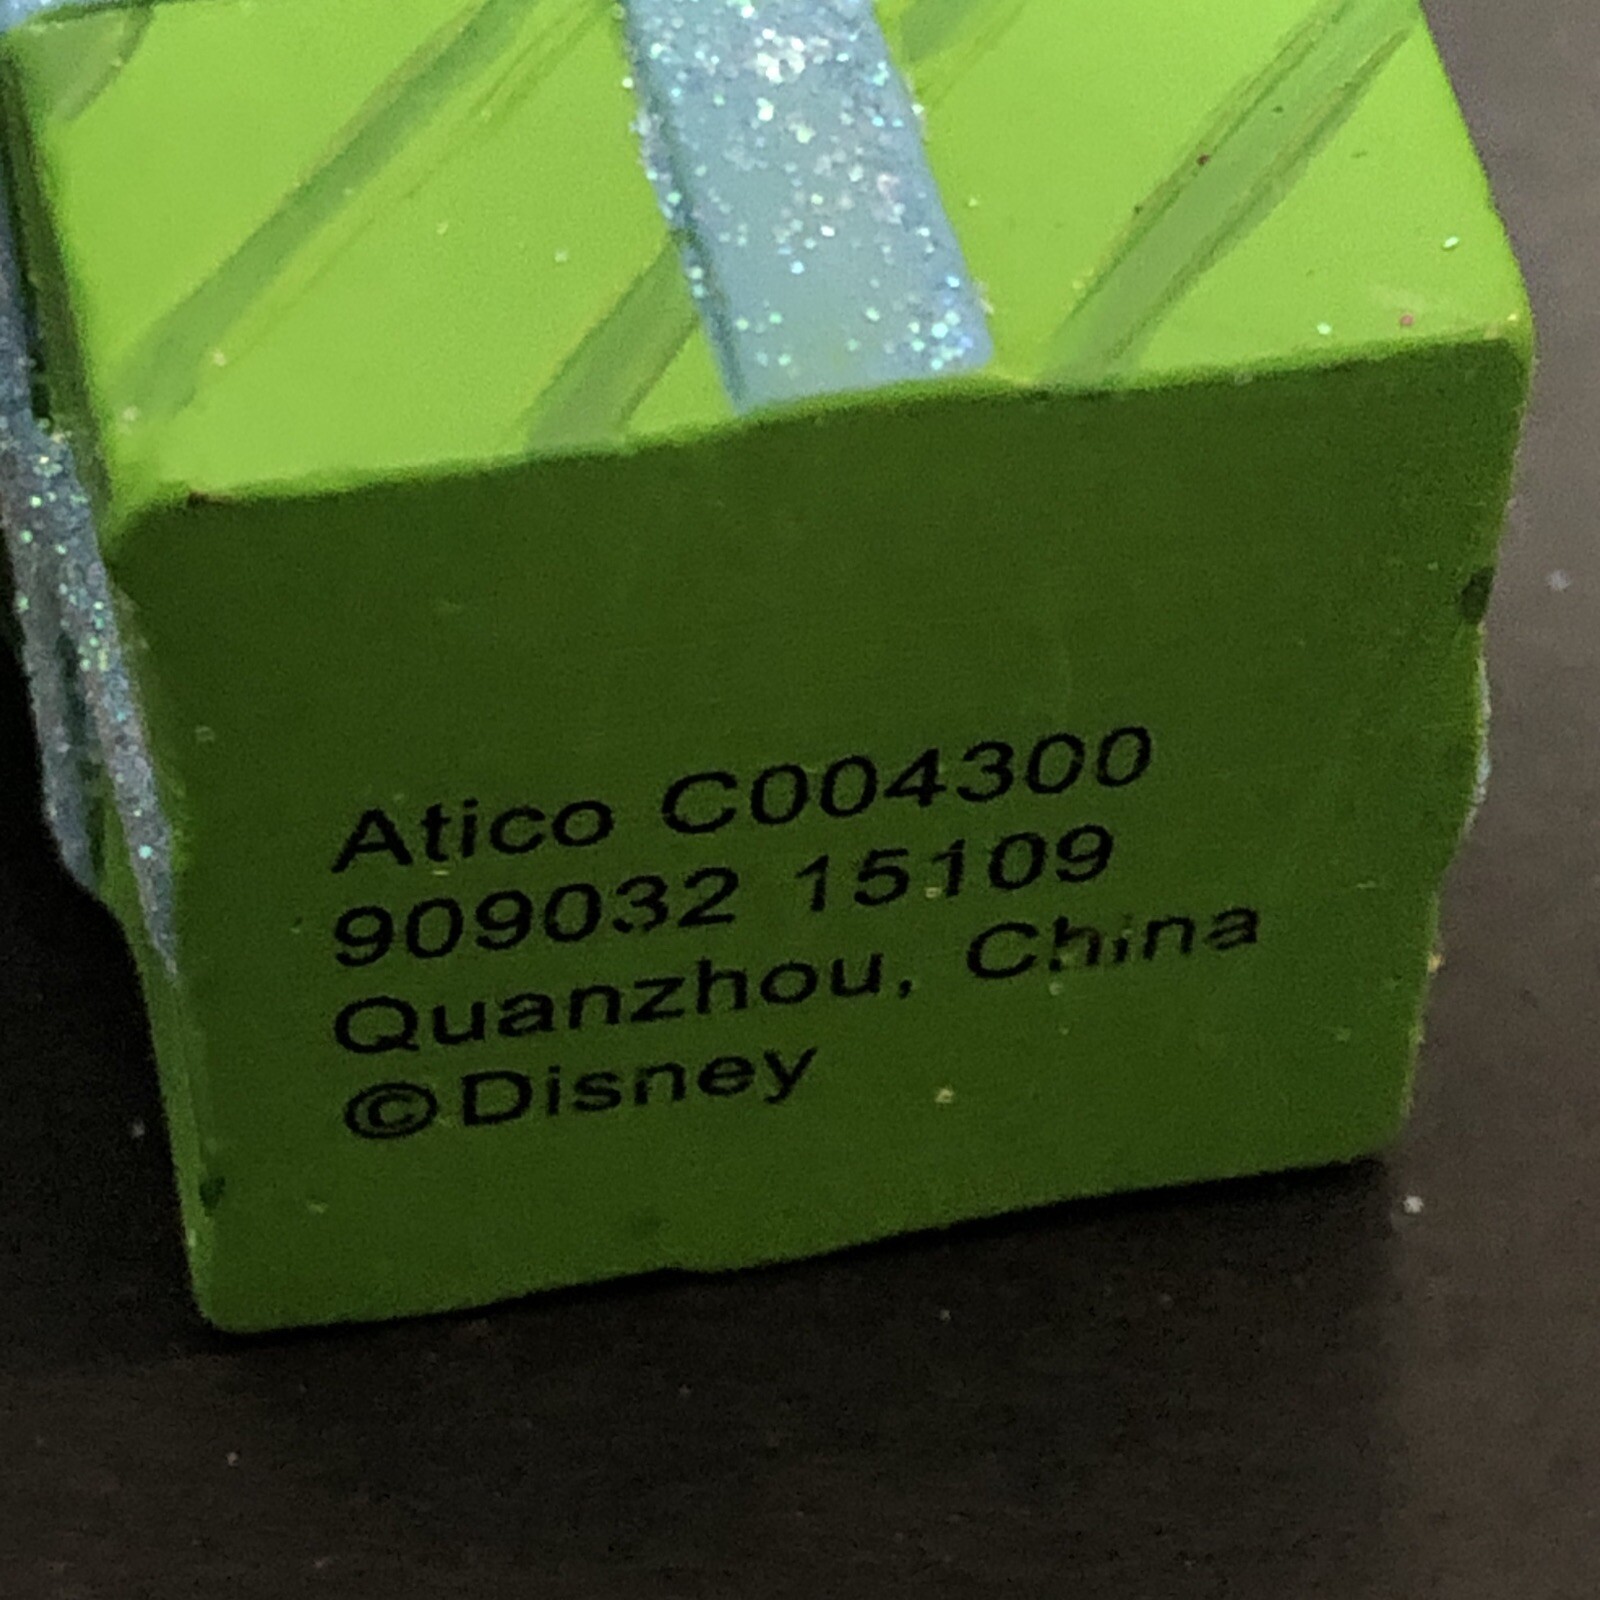 Atico C004300
909032 15109
Quanzhou, China
©Disney